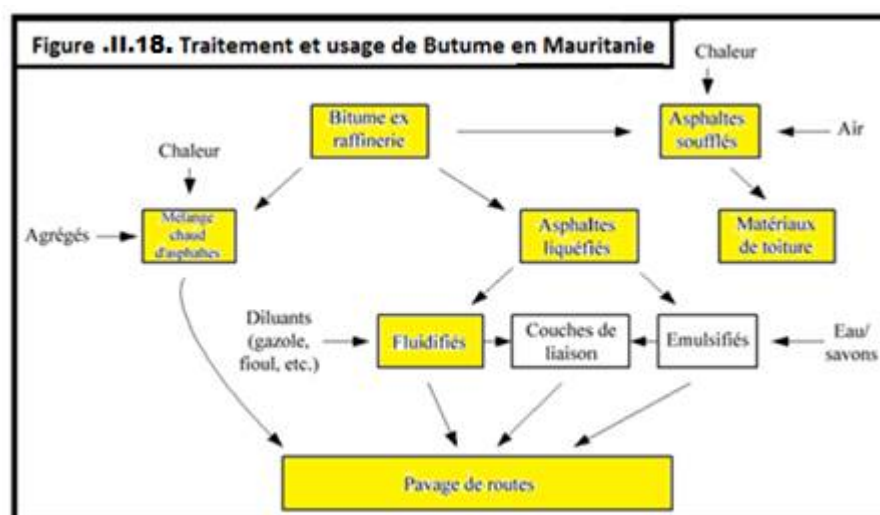 Figure .II.18. Traitement et usage de Butume en Mauritanie
Chaleur
Bitume ex
raffinerie
Asphaltes
soufflés
Air
Chaleur
Agrégés
Mélange
chaud
d'asphaltes
Asphaltes
liquéfiés
Matériaux
de toiture
Diluants
(gazole,
fioul, etc.)
Fluidifiés
Couches de
liaison
Emulsifiés
Eau/
savons
Pavage de routes